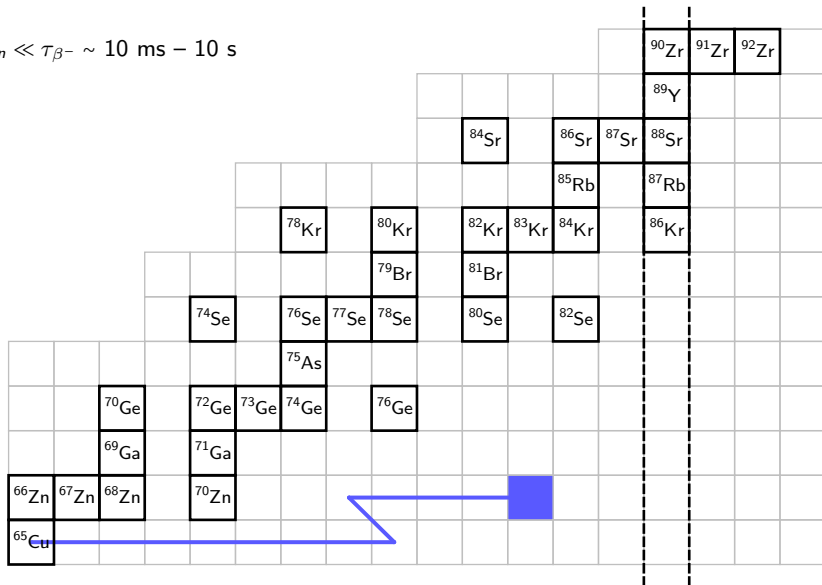 n ≪ τβ− ~ 10 ms − 10 s
⁹⁰Zr ⁹¹Zr ⁹²Zr
⁸⁹Y
⁸⁴Sr ⁸⁶Sr ⁸⁷Sr ⁸⁸Sr
⁸⁵Rb ⁸⁷Rb
⁷⁸Kr ⁸⁰Kr ⁸²Kr ⁸³Kr ⁸⁴Kr ⁸⁶Kr
⁷⁹Br ⁸¹Br
⁷⁴Se ⁷⁶Se ⁷⁷Se ⁷⁸Se ⁸⁰Se ⁸²Se
⁷⁵As
⁷⁰Ge ⁷²Ge ⁷³Ge ⁷⁴Ge ⁷⁶Ge
⁶⁹Ga ⁷¹Ga
⁶⁶Zn ⁶⁷Zn ⁶⁸Zn ⁷⁰Zn
⁶⁵Cu